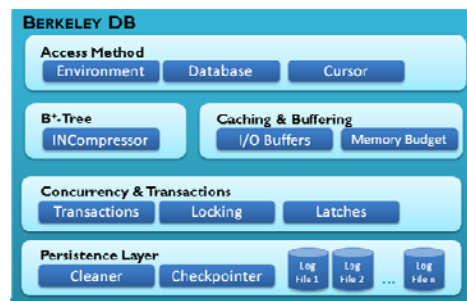 BERKELEY DB
Access Method
Environment Database Cursor
B+-Tree
INCompressor
Caching & Buffering
I/O Buffers Memory Budget
Concurrency & Transactions
Transactions Locking Latches
Persistence Layer
Cleaner Checkpointer
Log
File 1
Log
File 2
...
Log
File n